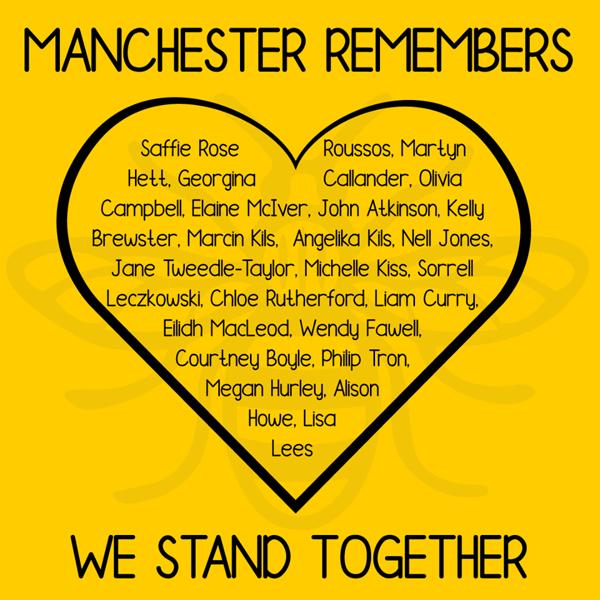 MANCHESTER REMEMBERS
Saffie Rose Roussos, Martyn
Hett, Georgina Callander, Olivia
Campbell, Elaine McIver, John Atkinson, Kelly
Brewster, Marcin Kils, Angelika Kils, Nell Jones,
Jane Tweedle-Taylor, Michelle Kiss, Sorrell
Leczkowski, Chloe Rutherford, Liam Curry,
Eilidh MacLeod, Wendy Fawell,
Courtney Boyle, Philip Tron,
Megan Hurley, Alison
Howe, Lisa
Lees
WE STAND TOGETHER